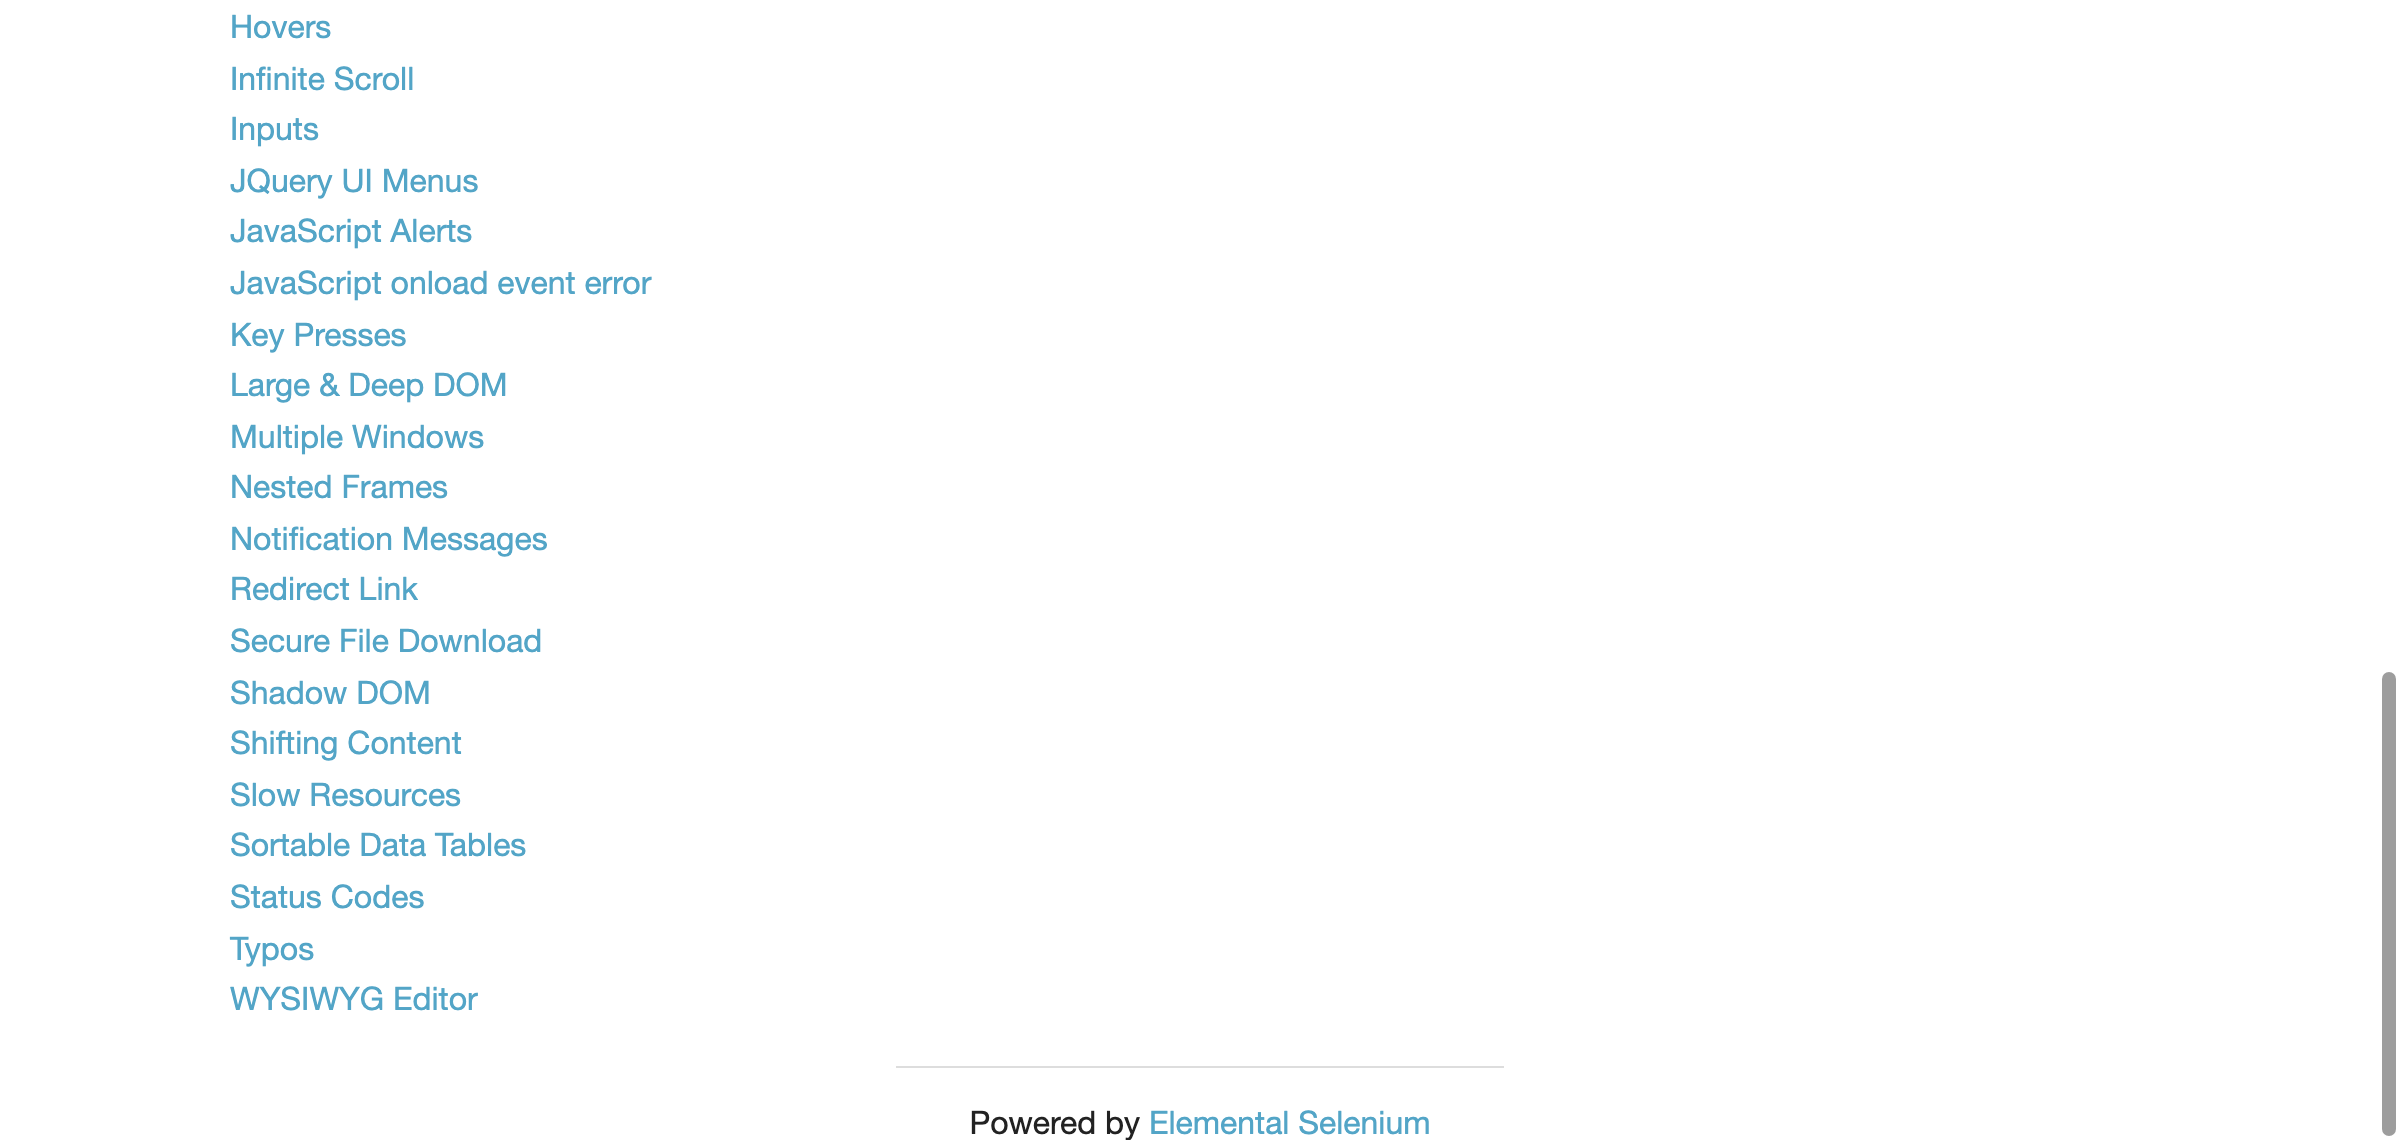 Hovers
Infinite Scroll
Inputs
JQuery UI Menus
JavaScript Alerts
JavaScript onload event error
Key Presses
Large & Deep DOM
Multiple Windows
Nested Frames
Notification Messages
Redirect Link
Secure File Download
Shadow DOM
Shifting Content
Slow Resources
Sortable Data Tables
Status Codes
Typos
WYSIWYG Editor
Powered by Elemental Selenium